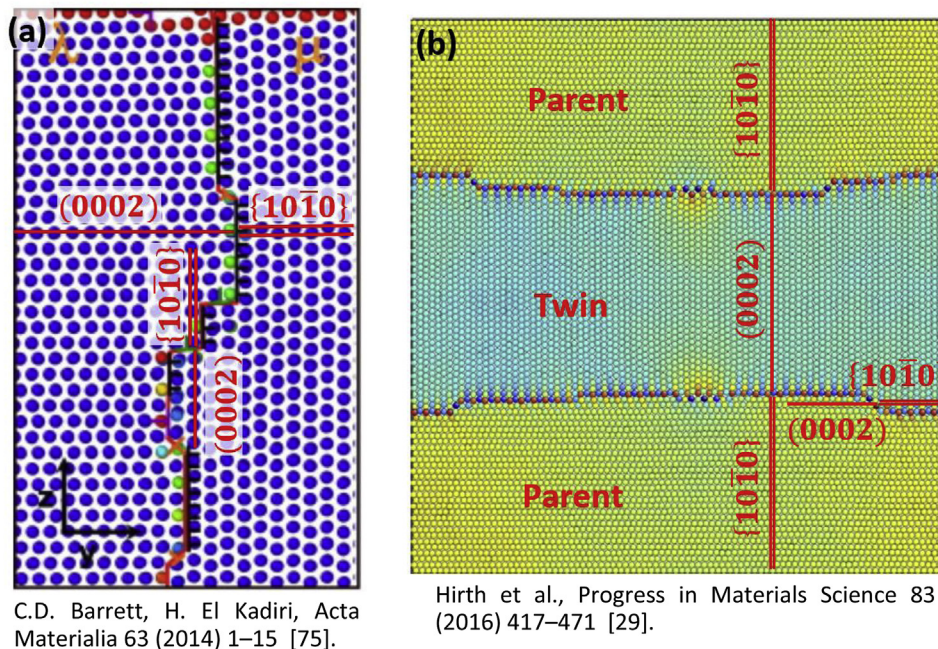 (a)
λ
μ
(0002)
{101̅0}
{101̅0}
(0002)
z
y
C.D. Barrett, H. El Kadiri, Acta
Materialia 63 (2014) 1–15 [75].
(b)
Parent
{101̅0}
Twin
(0002)
{101̅0
(0002)
Parent
{101̅0}
Hirth et al., Progress in Materials Science 83
(2016) 417–471 [29].